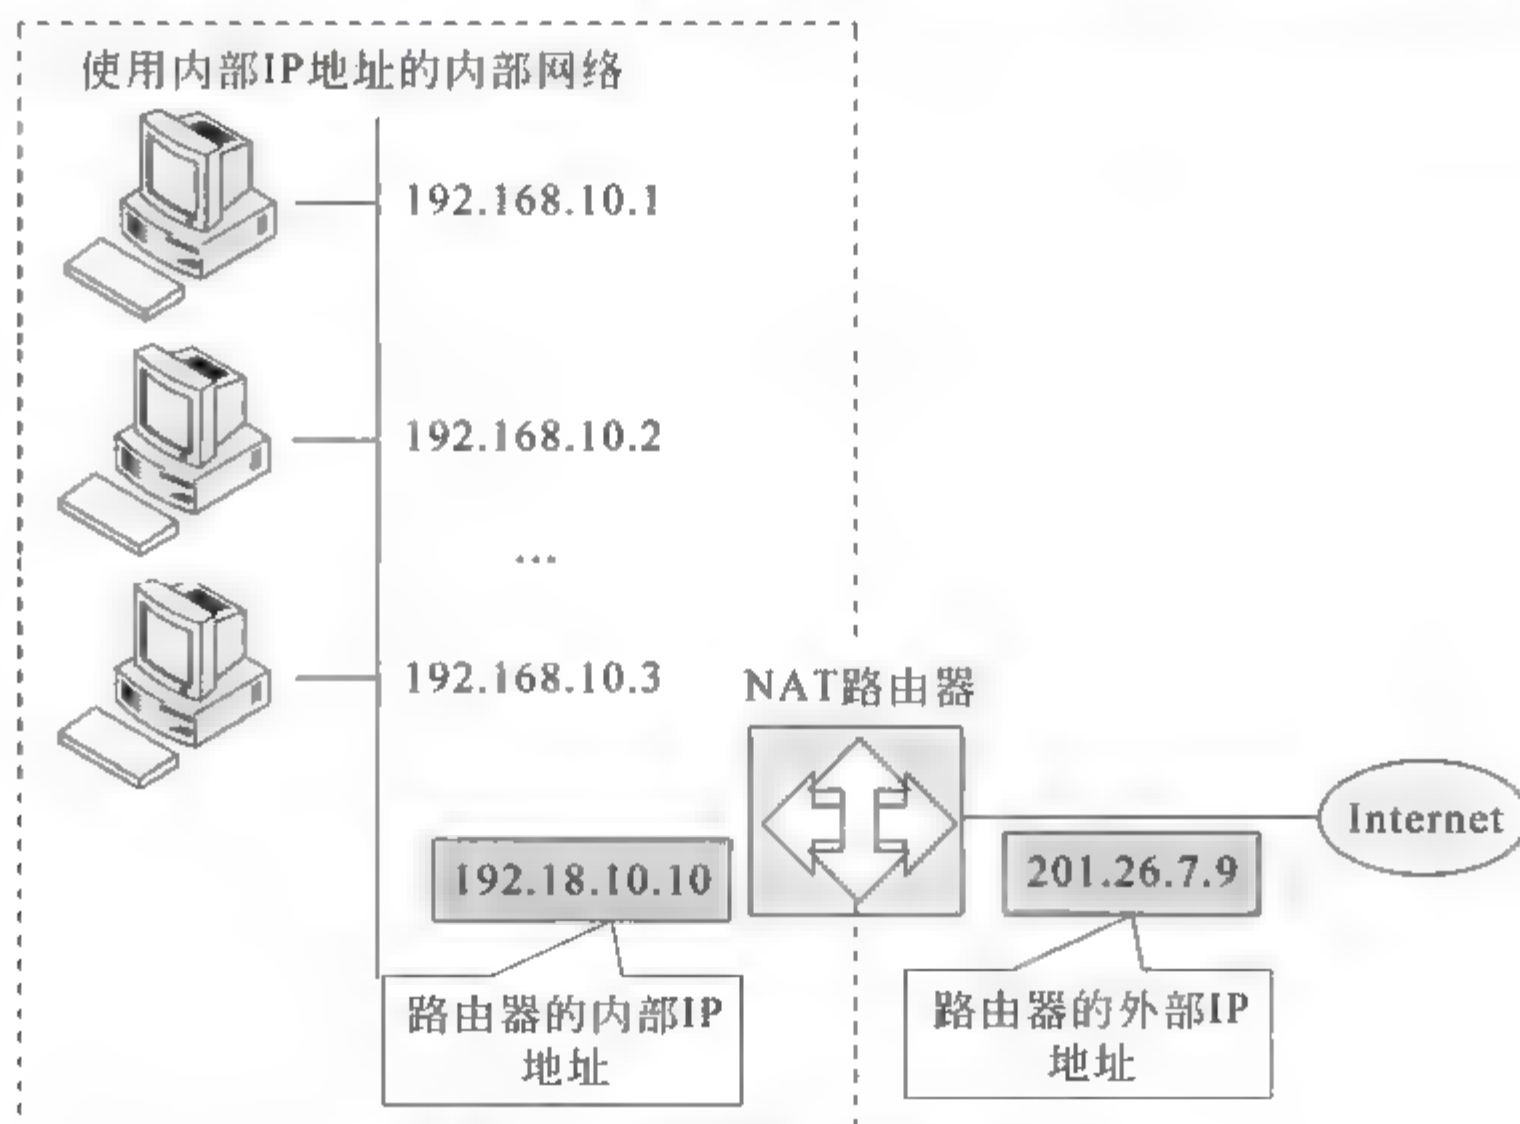 使用内部IP地址的内部网络
192.168.10.1
192.168.10.2
...
192.168.10.3
NAT路由器
Internet
192.18.10.10
201.26.7.9
路由器的内部IP
地址
路由器的外部IP
地址